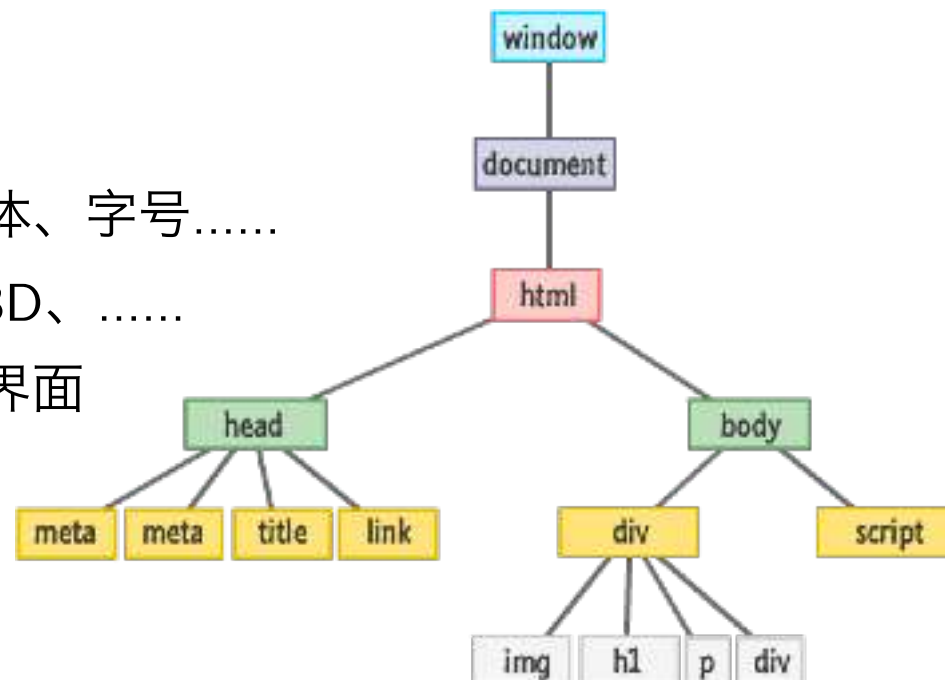 window
document
体、字号......
html
3D、......
界面
head
body
meta
meta
title
link
div
script
img
h1
p
div